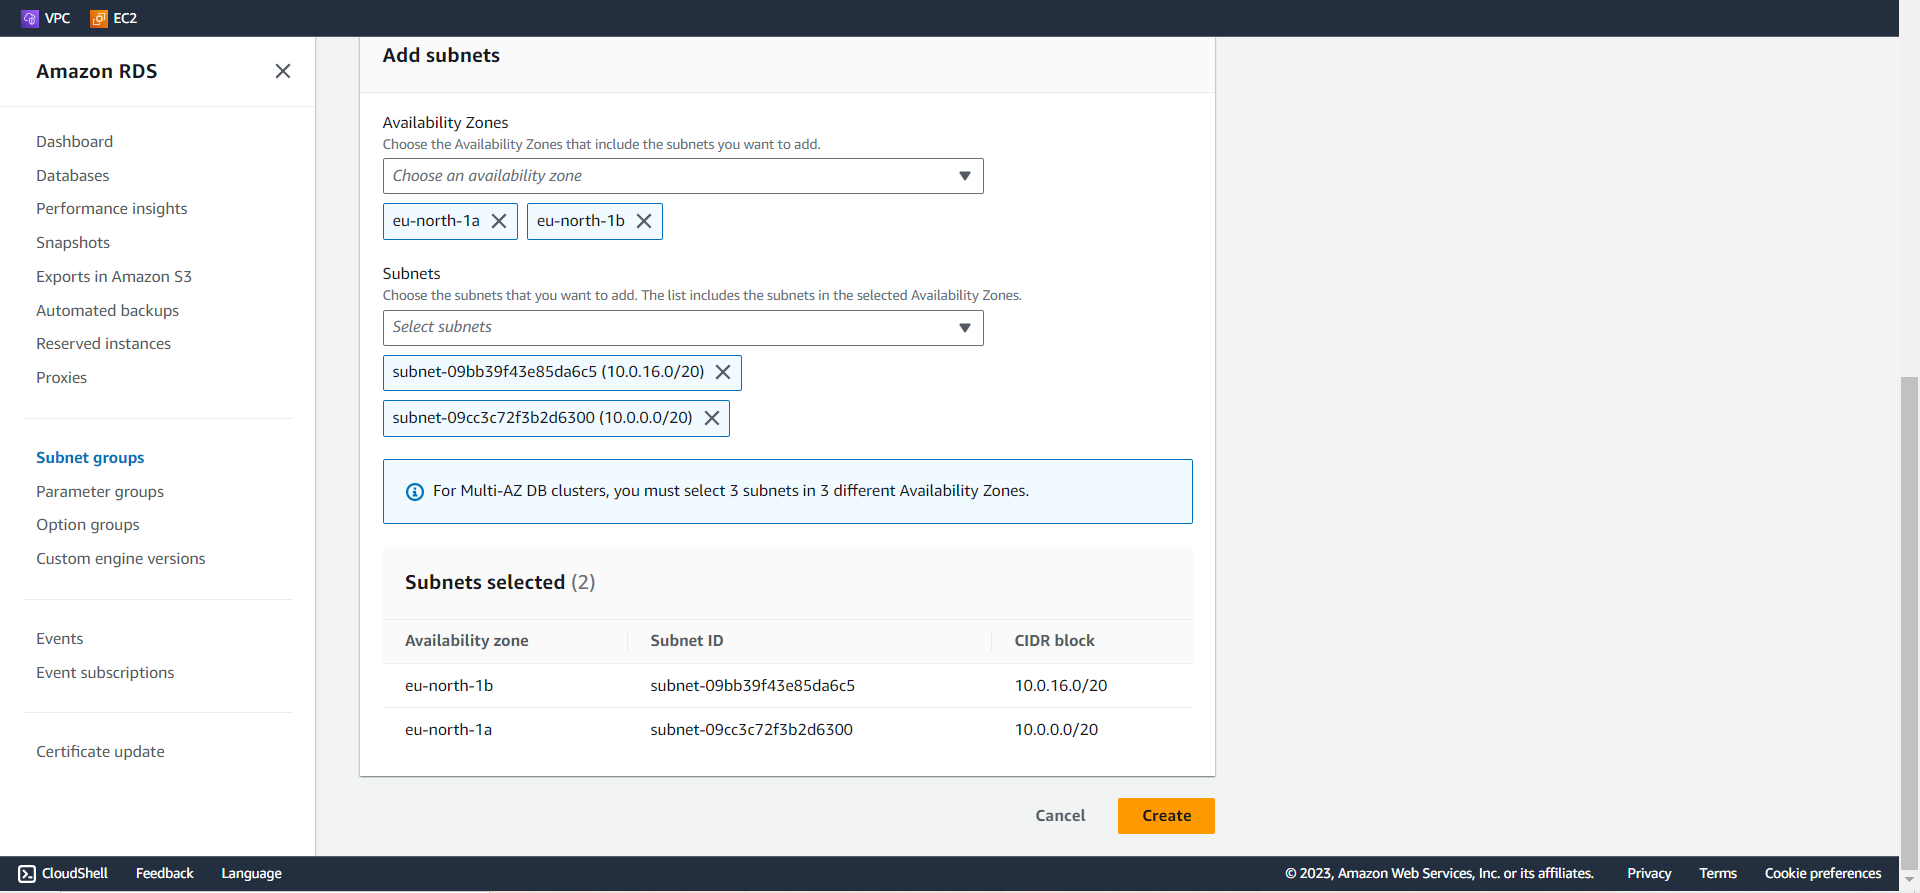 VPC EC2
Amazon RDS
Dashboard
Databases
Performance insights
Snapshots
Exports in Amazon S3
Automated backups
Reserved instances
Proxies
Subnet groups
Parameter groups
Option groups
Custom engine versions
Events
Event subscriptions
Certificate update
Add subnets
Availability Zones
Choose the Availability Zones that include the subnets you want to add.
Choose an availability zone
eu-north-1a eu-north-1b
Subnets
Choose the subnets that you want to add. The list includes the subnets in the selected Availability Zones.
Select subnets
subnet-09bb39f43e85da6c5 (10.0.16.0/20)
subnet-09cc3c72f3b2d6300 (10.0.0.0/20)
For Multi-AZ DB clusters, you must select 3 subnets in 3 different Availability Zones.
Subnets selected (2)
Availability zone Subnet ID CIDR block
eu-north-1b subnet-09bb39f43e85da6c5 10.0.16.0/20
eu-north-1a subnet-09cc3c72f3b2d6300 10.0.0.0/20
Cancel Create
CloudShell Feedback Language © 2023, Amazon Web Services, Inc. or its affiliates. Privacy Terms Cookie preferences